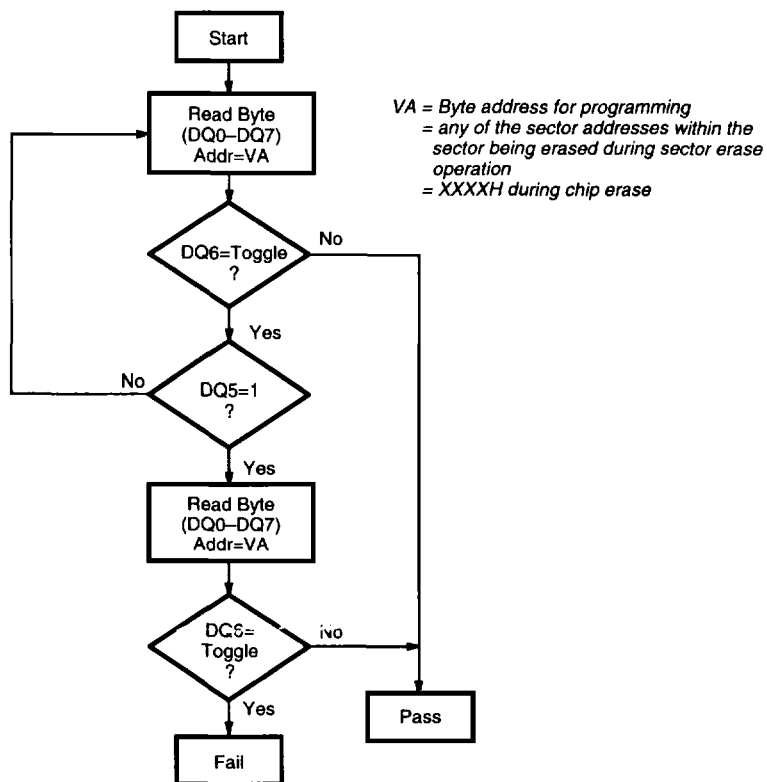 Start
Read Byte
(DQ0–DQ7)
Addr=VA
VA = Byte address for programming
= any of the sector addresses within the
sector being erased during sector erase
operation
= XXXXH during chip erase
DQ6=Toggle
?
No
Yes
No
DQ5=1
?
Yes
Read Byte
(DQ0–DQ7)
Addr=VA
DQ6=
Toggle
?
No
Yes
Pass
Fail